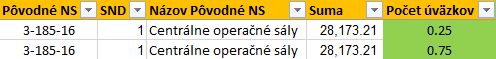 Pôvodné NS SND Názov Pôvodné NS Suma Počet úväzkov
3-185-16 1 Centrálne operačné sály 28,173.21 0.25
3-185-16 1 Centrálne operačné sály 28,173.21 0.75